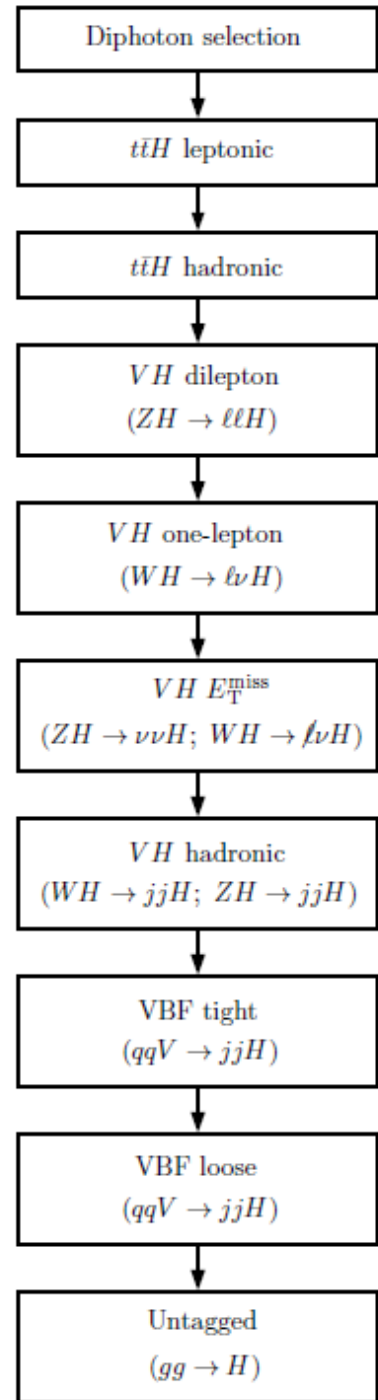 Diphoton selection
tt̄H leptonic
tt̄H hadronic
VH dilepton
(ZH → ℓℓH)
VH one-lepton
(WH → ℓνH)
VH E_T^miss
(ZH → ννH; WH → ℓ̸νH)
VH hadronic
(WH → jjH; ZH → jjH)
VBF tight
(qqV → jjH)
VBF loose
(qqV → jjH)
Untagged
(gg → H)